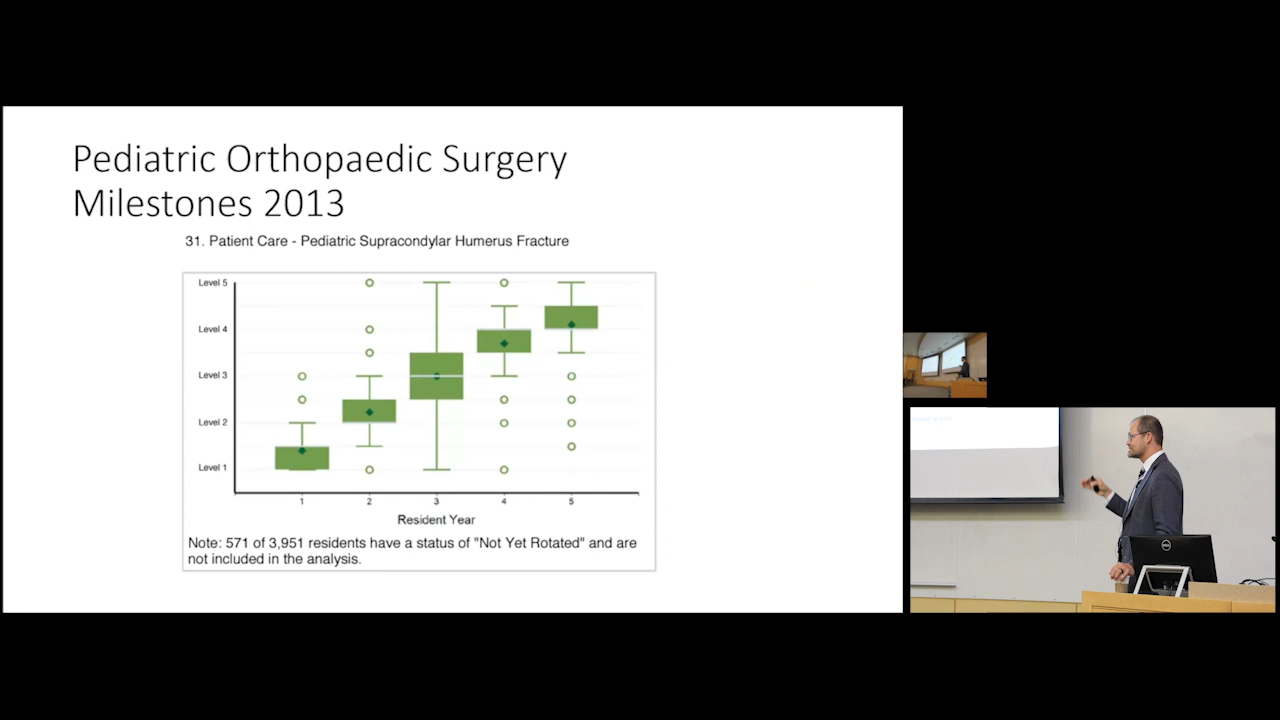 Pediatric Orthopaedic Surgery
Milestones 2013
31. Patient Care - Pediatric Supracondylar Humerus Fracture
Level 5
Level 4
Level 3
Level 2
Level 1
1 2 3 4 5
Resident Year
Note: 571 of 3,951 residents have a status of "Not Yet Rotated" and are
not included in the analysis.
DELL